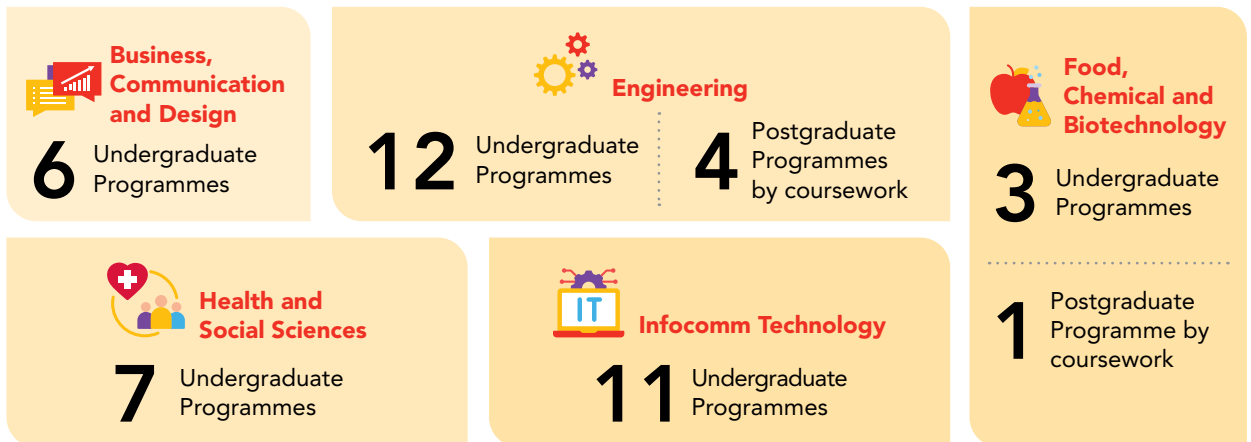 Business,
Communication
and Design
6
Undergraduate
Programmes
Engineering
12
Undergraduate
Programmes
4
Postgraduate
Programmes
by coursework
Food,
Chemical and
Biotechnology
3
Undergraduate
Programmes
1
Postgraduate
Programme by
coursework
Health and
Social Sciences
7
Undergraduate
Programmes
IT
Infocomm Technology
11
Undergraduate
Programmes